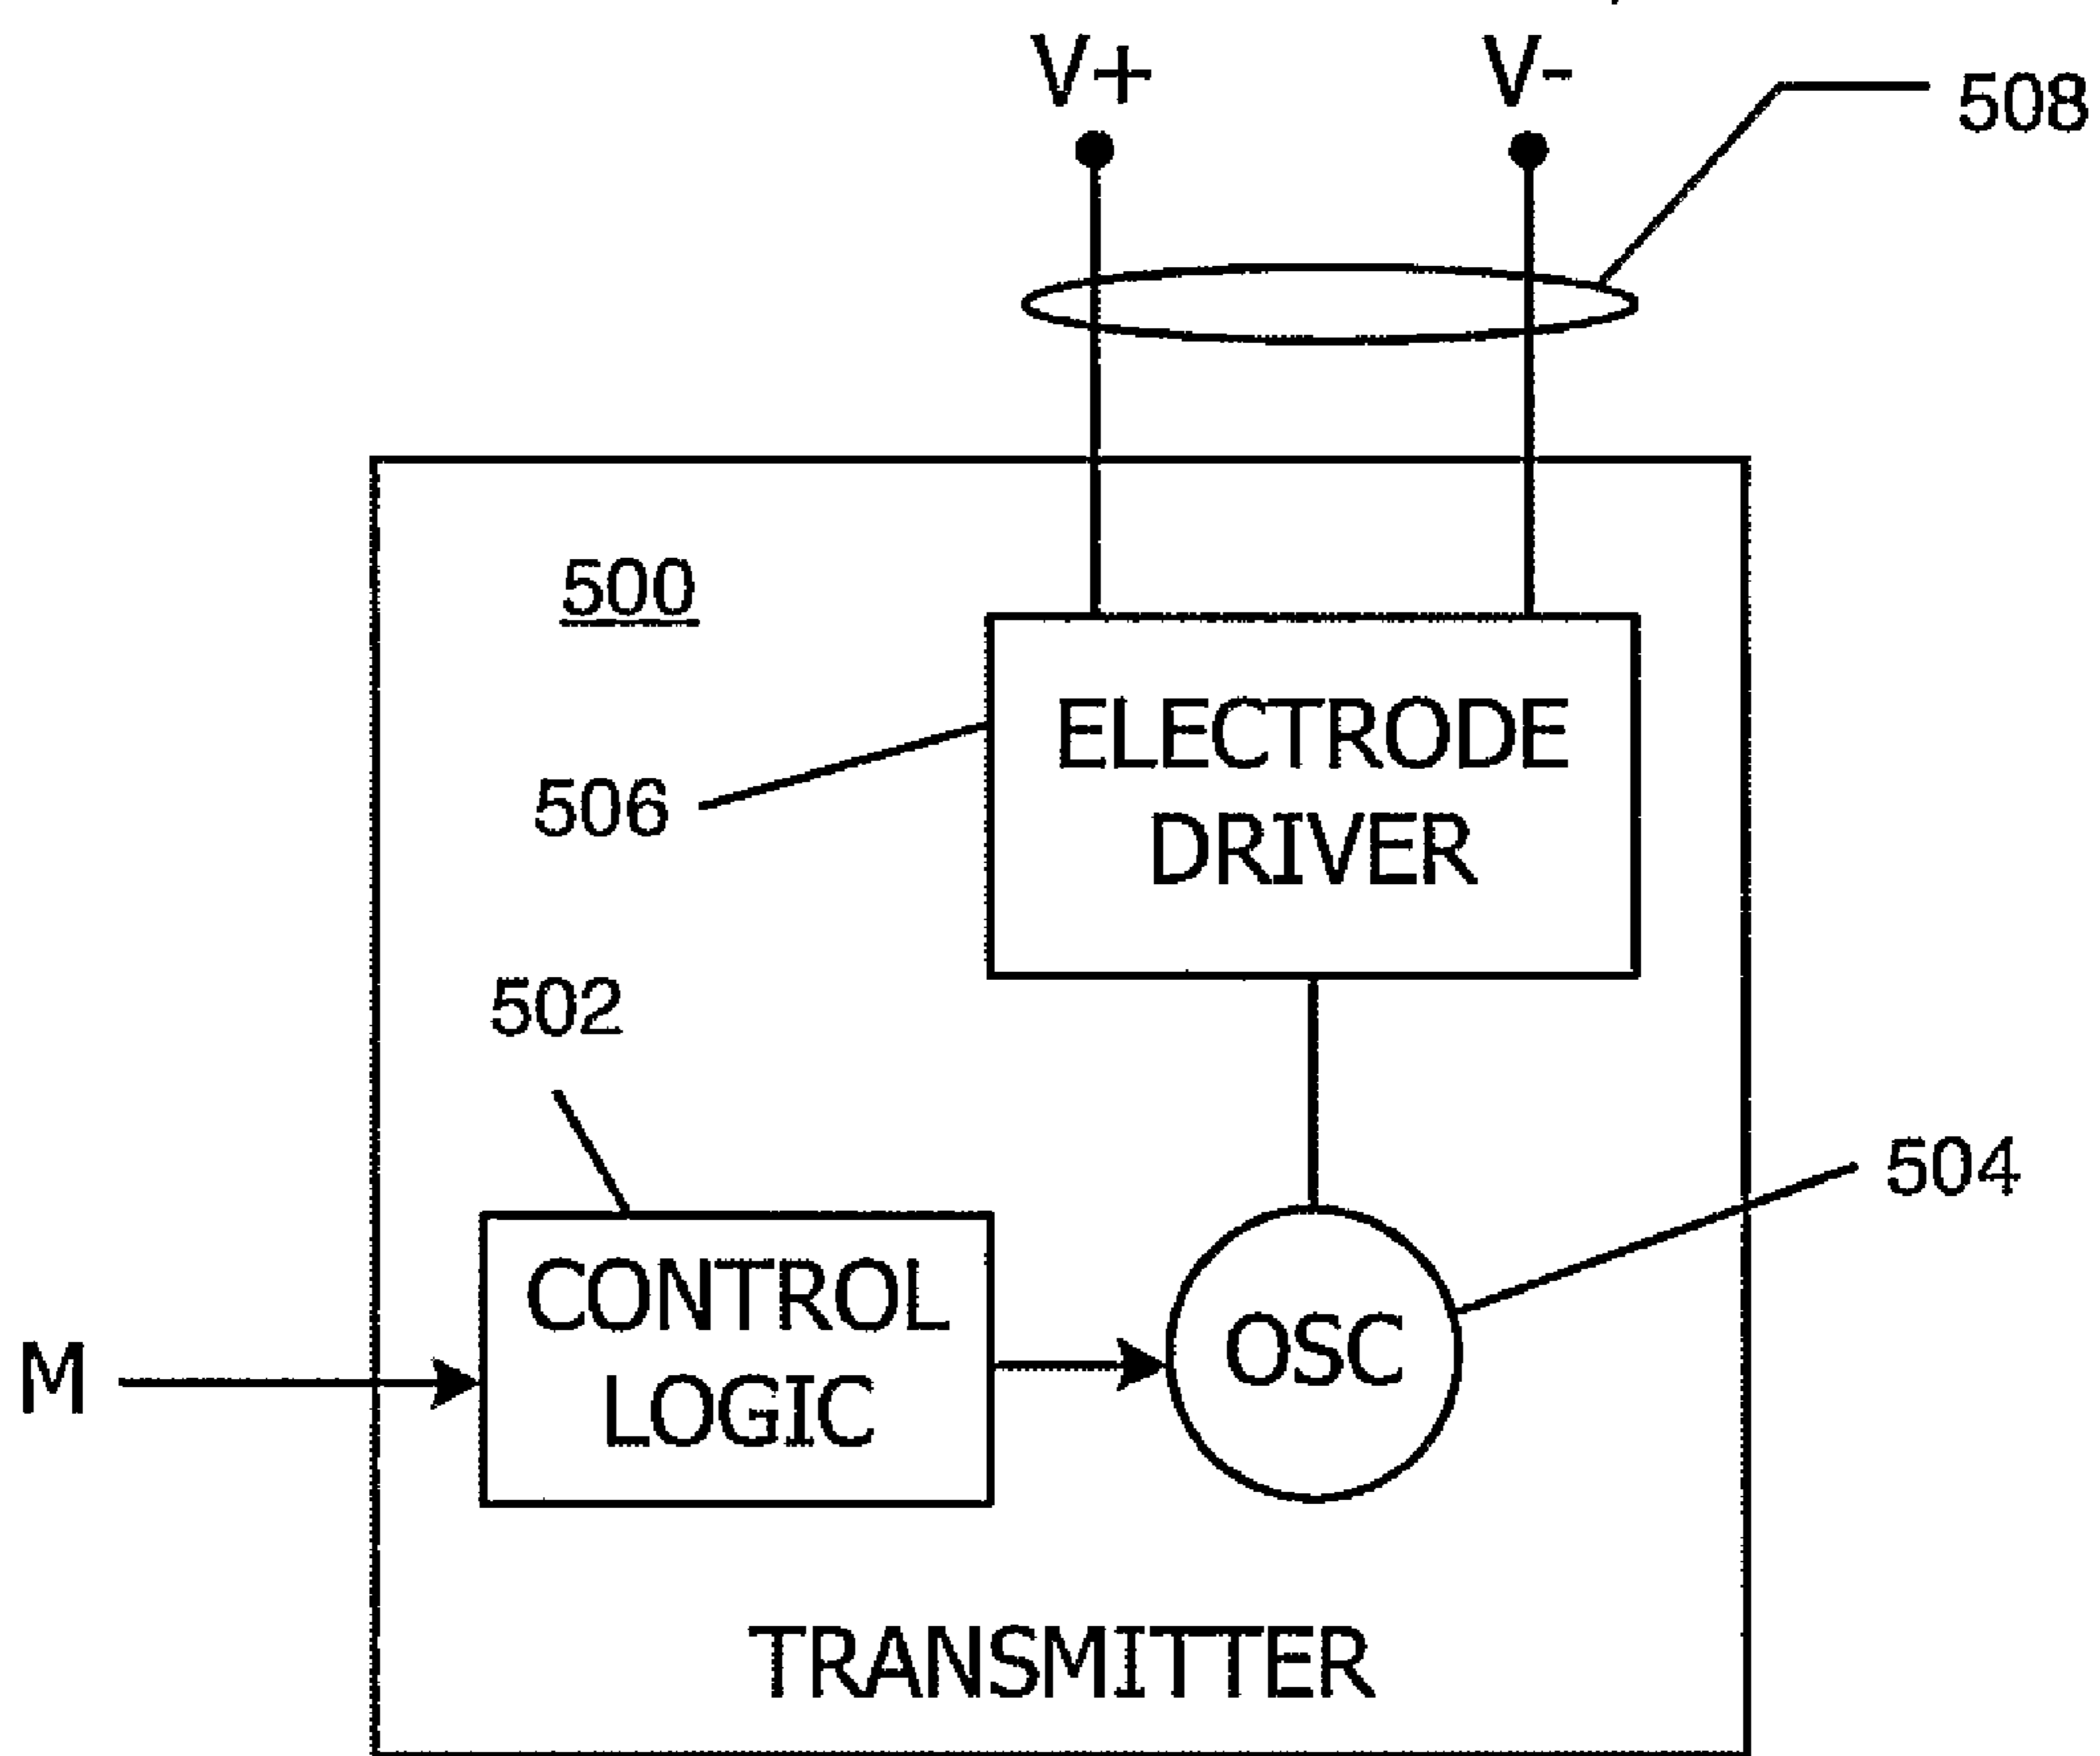 V+ V-
508
500
ELECTRODE
DRIVER
506
502
504
CONTROL
LOGIC
OSC
M
TRANSMITTER